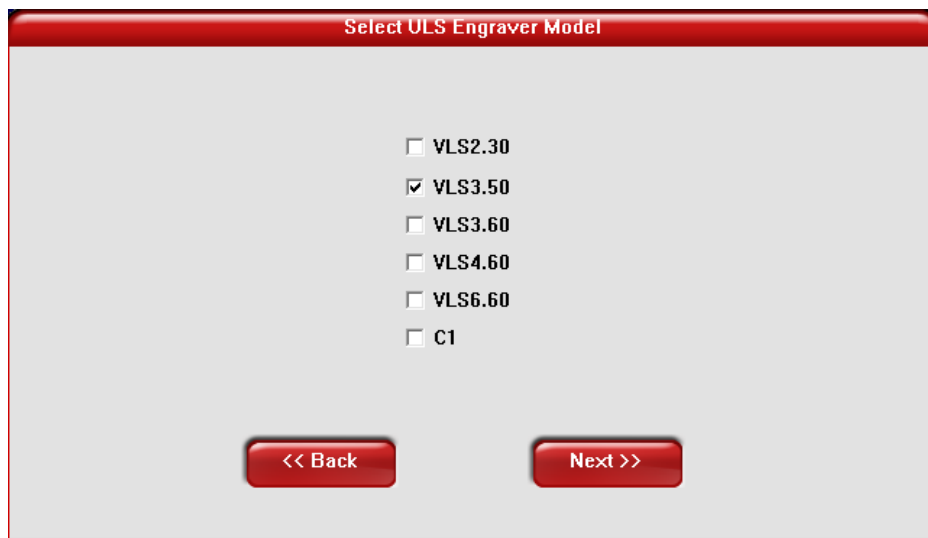 Select ULS Engraver Model
VLS2.30
VLS3.50
VLS3.60
VLS4.60
VLS6.60
C1
<< Back
Next >>